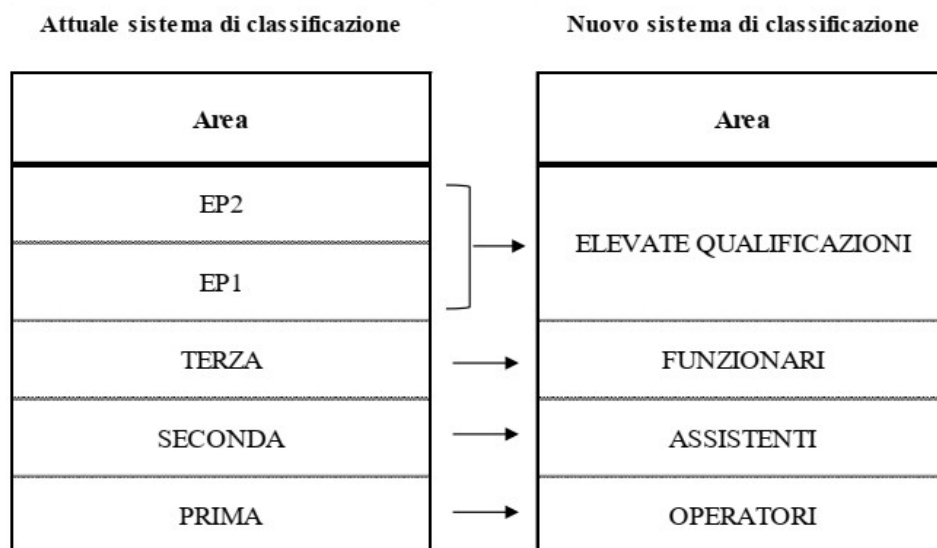 Attuale sistema di classificazione
Nuovo sistema di classificazione
Area
Area
EP2
EP1
ELEVATE QUALIFICAZIONI
TERZA
FUNZIONARI
SECONDA
ASSISTENTI
PRIMA
OPERATORI